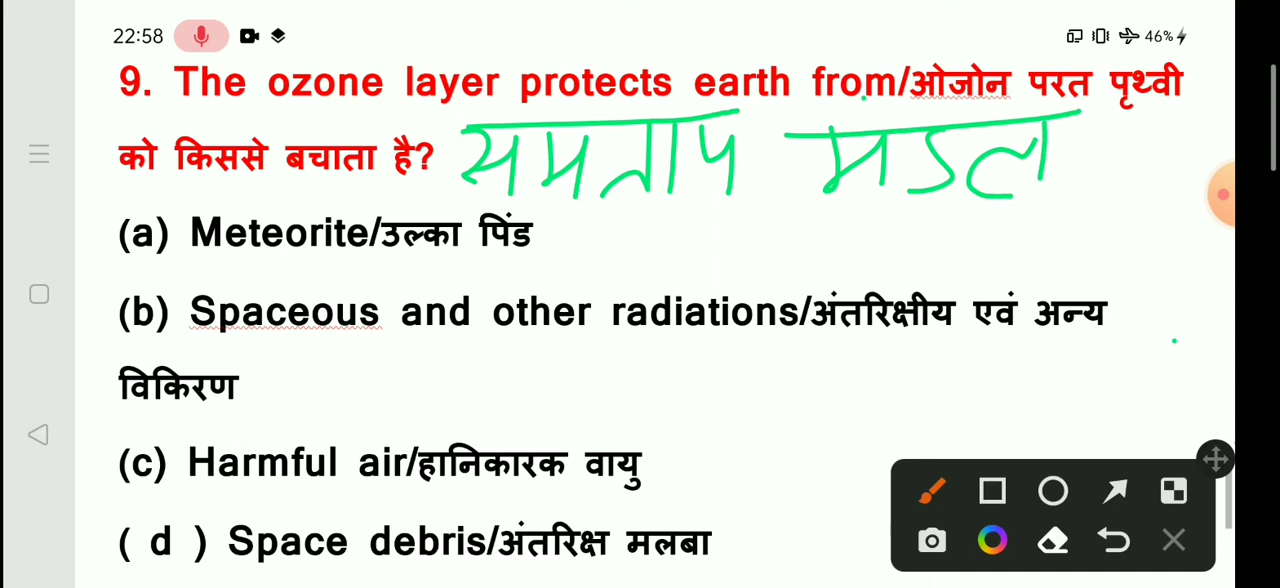 22:58 46%
9. The ozone layer protects earth from/ओजोन परत पृथ्वी
को किससे बचाता है? समताप मंडल
(a) Meteorite/उल्का पिंड
(b) Spaceous and other radiations/अंतरिक्षीय एवं अन्य
विकिरण
(c) Harmful air/हानिकारक वायु
( d ) Space debris/अंतरिक्ष मलबा